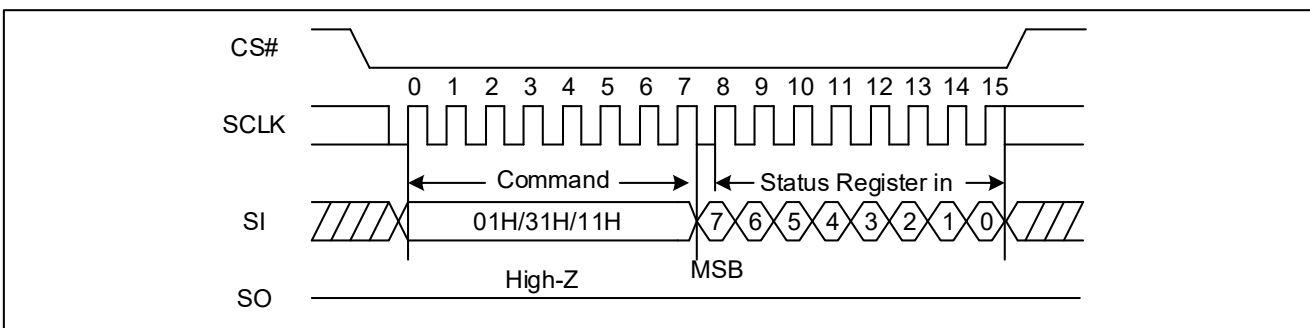 CS#
0 1 2 3 4 5 6 7 8 9 10 11 12 13 14 15
SCLK
Command Status Register in
SI 01H/31H/11H 7 6 5 4 3 2 1 0
MSB
High-Z
SO